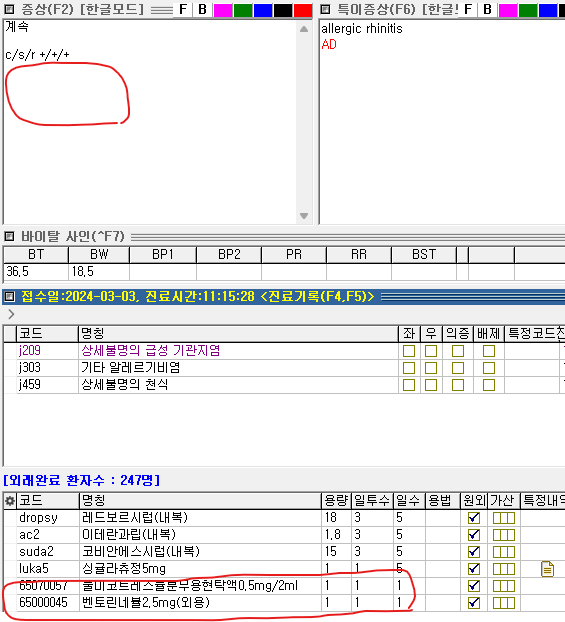 증상(F2) [한글모드] F B
계속
c/s/r +/+/+
특이증상(F6) [한글! F B
allergic rhinitis
AD
바이탈 사인(^F7)
BT BW BP1 BP2 PR RR BST
36.5 18.5
접수일:2024-03-03, 진료시간:11:15:28 <진료기록(F4,F5)>
코드 명칭 좌 우 의증 배제 특정코드
j209 상세불명의 급성 기관지염
j303 기타 알레르기비염
j459 상세불명의 천식
[외래완료 환자수 : 247명]
코드 명칭 용량 일투수 일수 용법 원외 가산 특정내역
dropsy 레드보르시럽(내복) 18 3 5
ac2 이테란과립(내복) 1.8 3 5
suda2 코비안에스시럽(내복) 15 3 5
luka5 싱귤라츄정5mg 1 1 5
65070057 풀미코트레스퓰분무용현탁액0.5mg/2ml 1 1 1
65000045 벤토린네뷸2.5mg(외용) 1 1 1